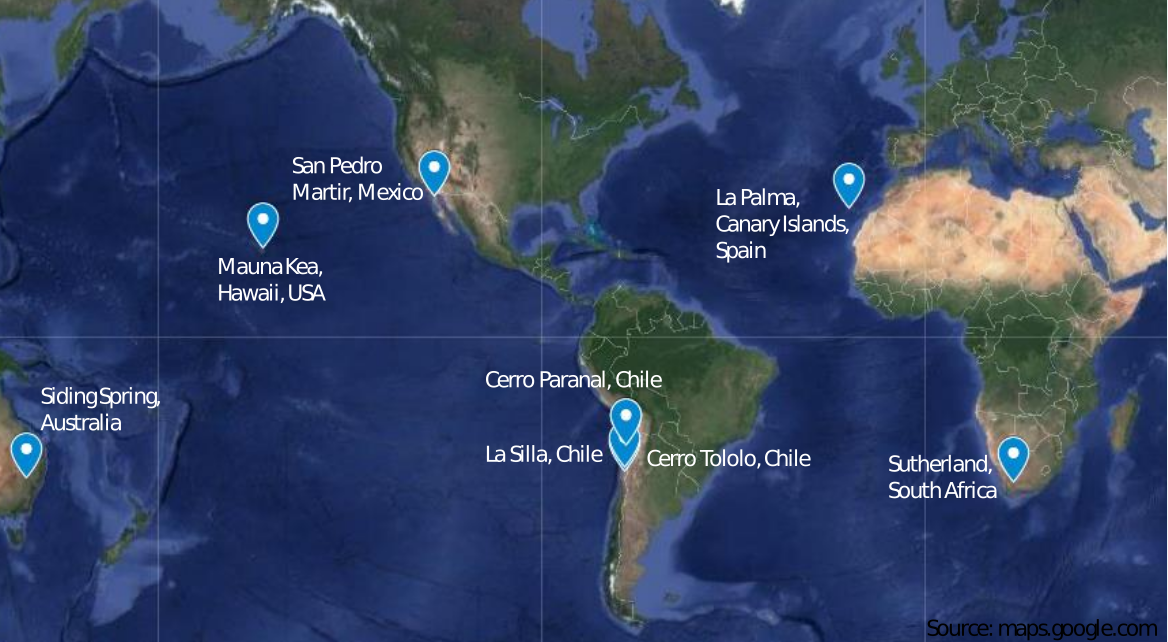 San Pedro
Martir, Mexico
La Palma,
Canary Islands,
Spain
Mauna Kea,
Hawaii, USA
Cerro Paranal, Chile
Siding Spring,
Australia
La Silla, Chile
Cerro Tololo, Chile
Sutherland,
South Africa
Source: maps.google.com